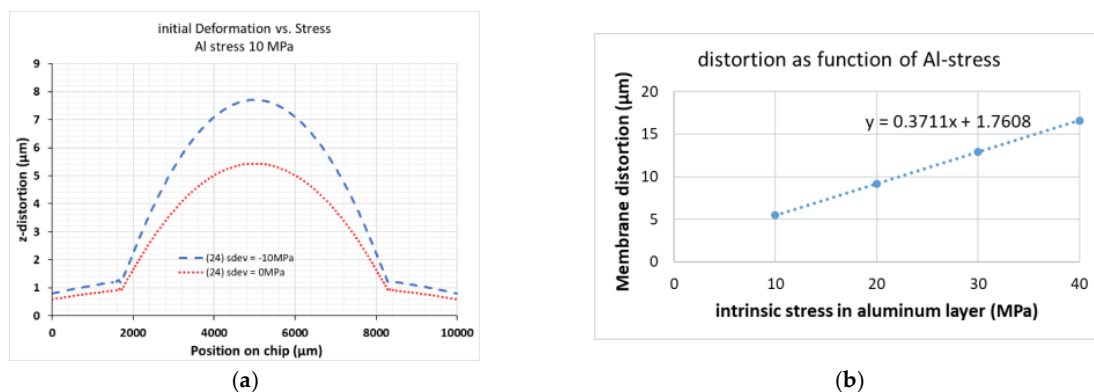 initial Deformation vs. Stress
Al stress 10 MPa
9
8
7
6
5
4
3
2
1
0
z-distortion (µm)
(24) sdev = -10MPa
(24) sdev = 0MPa
0 2000 4000 6000 8000 10000
Position on chip (µm)
(a)
distortion as function of Al-stress
20
15
10
5
0
Membrane distortion (µm)
y = 0.3711x + 1.7608
0 10 20 30 40
intrinsic stress in aluminum layer (MPa)
(b)